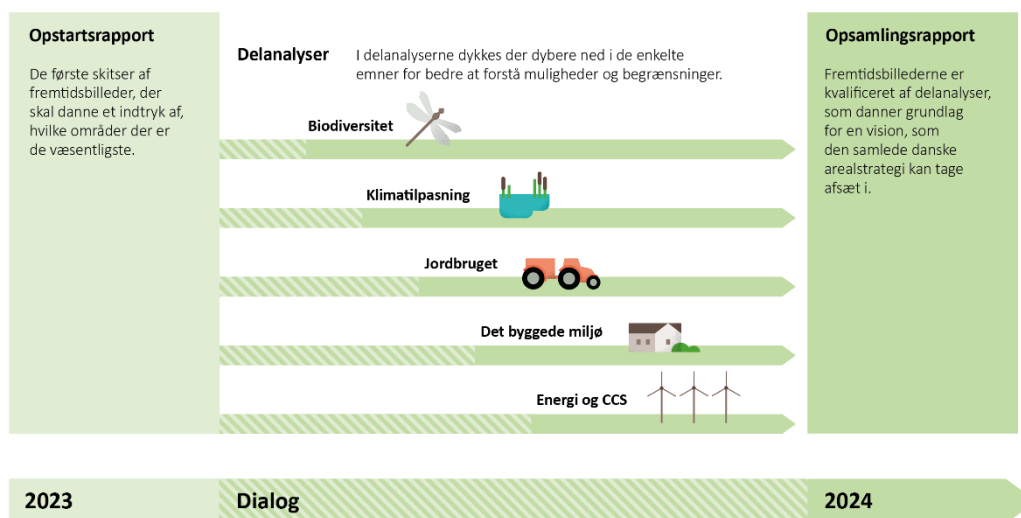 Opstartsrapport
De første skitser af
fremtidsbilleder, der
skal danne et indtryk af,
hvilke områder der er
de væsentligste.
Delanalyser
I delanalyserne dykkes der dybere ned i de enkelte
emner for bedre at forstå muligheder og begrænsninger.
Biodiversitet
Klimatilpasning
Jordbruget
Det byggede miljø
Energi og CCS
Opsamlingsrapport
Fremtidsbillederne er
kvalificeret af delanalyser,
som danner grundlag
for en vision, som
den samlede danske
arealstrategi kan tage
afsæt i.
2023
Dialog
2024